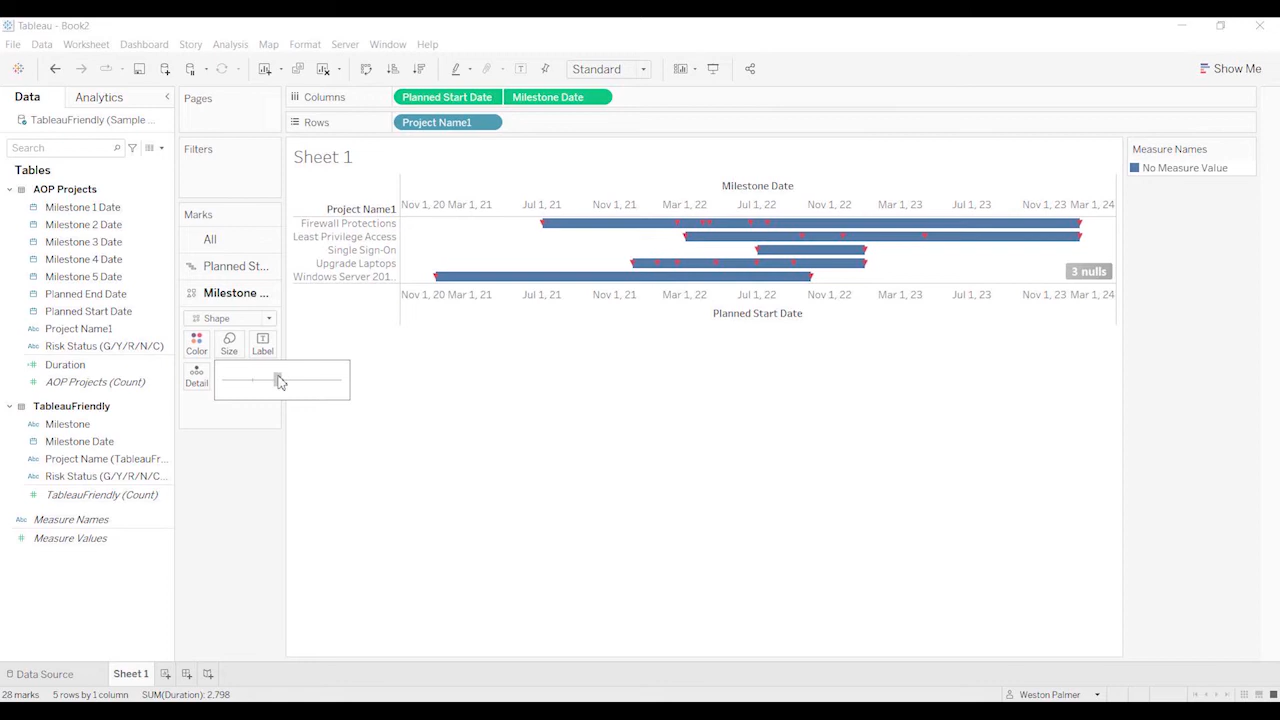 Tableau - Book2
File Data Worksheet Dashboard Story Analysis Map Format Server Window Help
Standard
Show Me
Data Analytics
TableauFriendly (Sample ...
Search
Tables
AOP Projects
Milestone 1 Date
Milestone 2 Date
Milestone 3 Date
Milestone 4 Date
Milestone 5 Date
Planned End Date
Planned Start Date
Project Name1
Risk Status (G/Y/R/N/C)
Duration
AOP Projects (Count)
TableauFriendly
Abc Milestone
Milestone Date
Abc Project Name (TableauFr...
Abc Risk Status (G/Y/R/N/C...
TableauFriendly (Count)
Abc Measure Names
Measure Values
Pages
Filters
Marks
All
Planned St...
Milestone ...
Shape
Color Size Label
Detail
Columns Planned Start Date Milestone Date
Rows Project Name1
Sheet 1
Milestone Date
Project Name1 Nov 1, 20 Mar 1, 21 Jul 1, 21 Nov 1, 21 Mar 1, 22 Jul 1, 22 Nov 1, 22 Mar 1, 23 Jul 1, 23 Nov 1, 23 Mar 1, 24
Firewall Protections
Least Privilege Access
Single Sign-On
Upgrade Laptops
Windows Server 201...
3 nulls
Nov 1, 20 Mar 1, 21 Jul 1, 21 Nov 1, 21 Mar 1, 22 Jul 1, 22 Nov 1, 22 Mar 1, 23 Jul 1, 23 Nov 1, 23 Mar 1, 24
Planned Start Date
Measure Names
No Measure Value
Data Source Sheet 1
28 marks 5 rows by 1 column SUM(Duration): 2,798 Weston Palmer